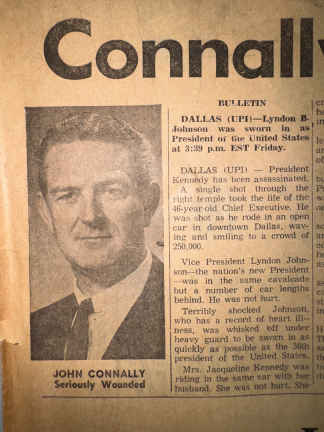 Connally
BULLETIN
DALLAS (UPI)—Lyndon B.
Johnson was sworn in as
President of the United States
at 3:39 p.m. EST Friday.
DALLAS (UPI) — President
Kennedy has been assassinated.
A single shot through the
right temple took the life of the
46-year-old Chief Executive. He
was shot as he rode in an open
car in downtown Dallas, wav-
ing and smiling to a crowd of
250,000.
Vice President Lyndon John-
son—the nation's new President
—was in the same cavalcade
but a number of car lengths
behind. He was not hurt.
Terribly shocked Johnson,
who has a record of heart ill-
ness, was whisked off under
heavy guard to be sworn in as
quickly as possible as the 36th
president of the United States.
Mrs. Jacqueline Kennedy was
riding in the same car with her
husband. She was not hurt. She
JOHN CONNALLY
Seriously Wounded